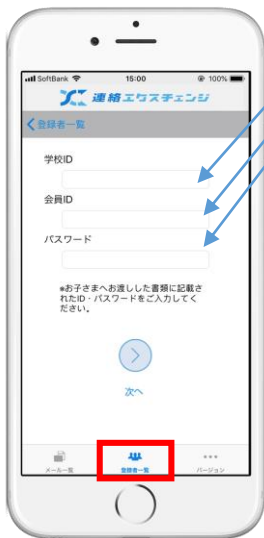 SoftBank 15:00 100%
連絡エクスチェンジ
登録者一覧
学校ID
会員ID
パスワード
※お子さまへお渡しした書類に記載さ
れたID・パスワードをご入力してく
ださい。
次へ
メール一覧 登録者一覧 バージョン